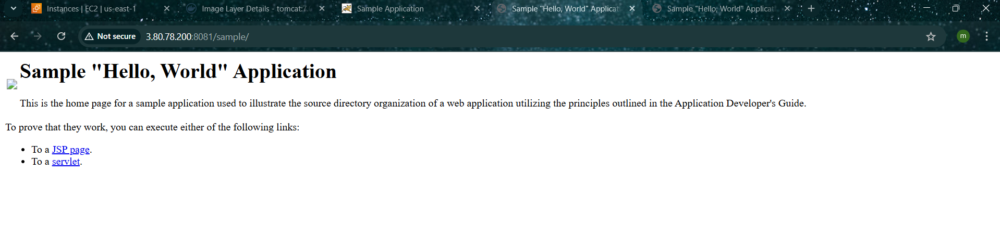 Instances | EC2 | us-east-1
Image Layer Details - tomcat:7.
Sample Application
Sample "Hello, World" Applicat
Sample "Hello, World" Applicati
Not secure
3.80.78.200:8081/sample/
m
Sample "Hello, World" Application
This is the home page for a sample application used to illustrate the source directory organization of a web application utilizing the principles outlined in the Application Developer's Guide.
To prove that they work, you can execute either of the following links:
• To a JSP page.
• To a servlet.